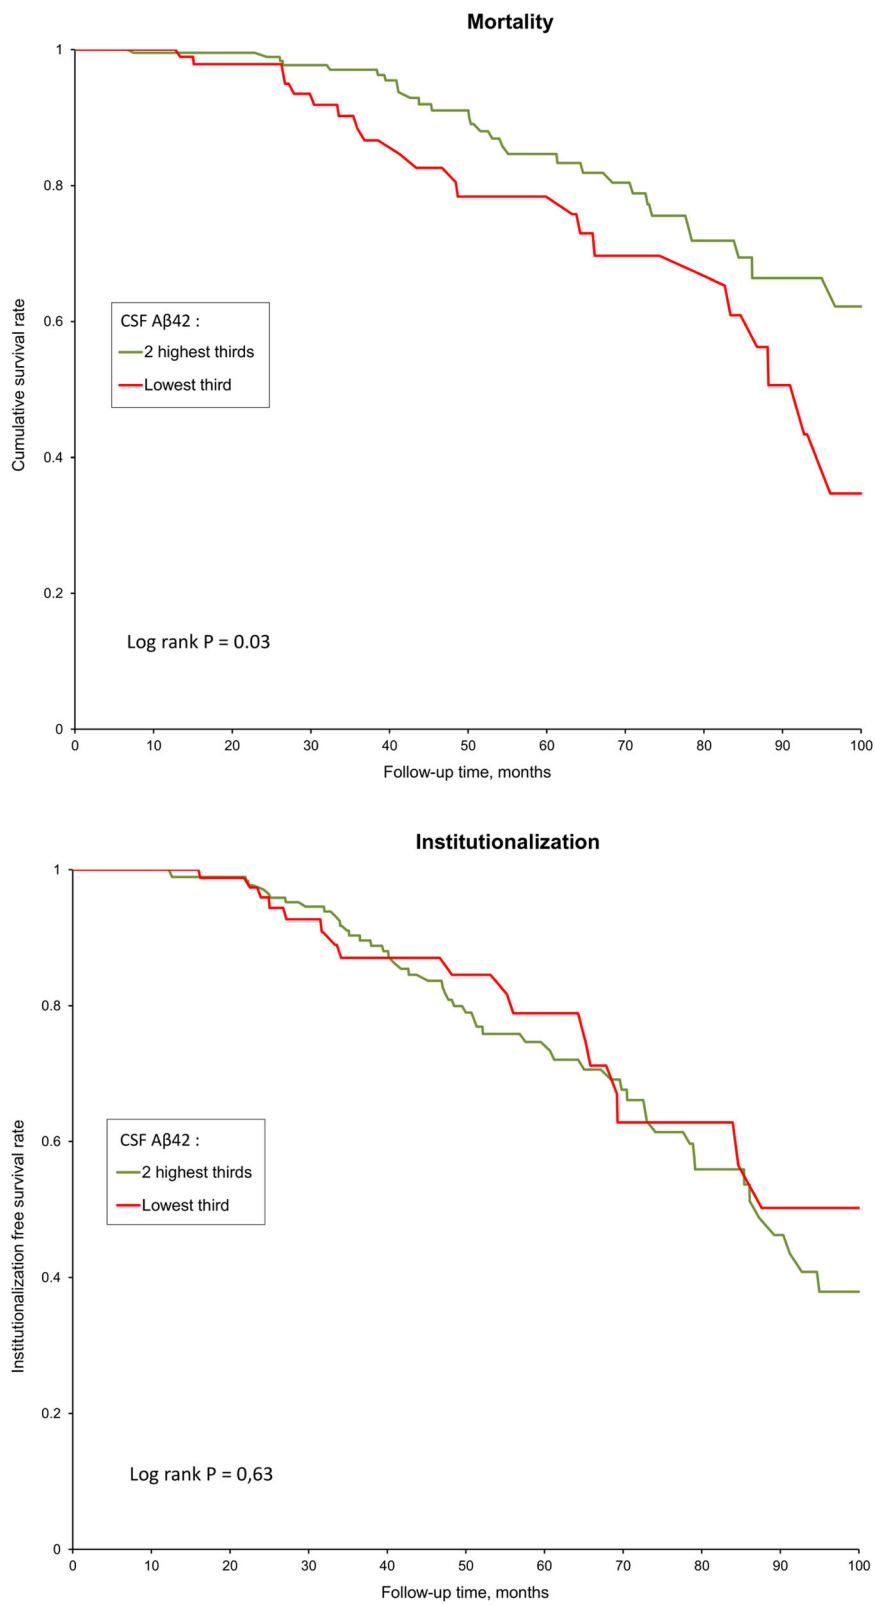 Mortality
1
0.8
0.6
0.4
0.2
0
Cumulative survival rate
CSF Aβ42 :
2 highest thirds
Lowest third
Log rank P = 0.03
0 10 20 30 40 50 60 70 80 90 100
Follow-up time, months
Institutionalization
1
0.8
0.6
0.4
0.2
0
Institutionalization free survival rate
CSF Aβ42 :
2 highest thirds
Lowest third
Log rank P = 0,63
0 10 20 30 40 50 60 70 80 90 100
Follow-up time, months